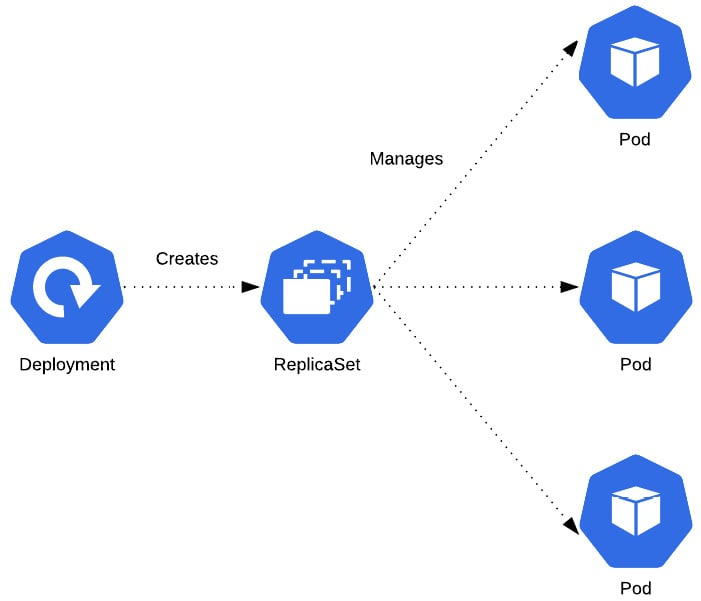 Pod
Manages
Creates
Deployment
ReplicaSet
Pod
Pod